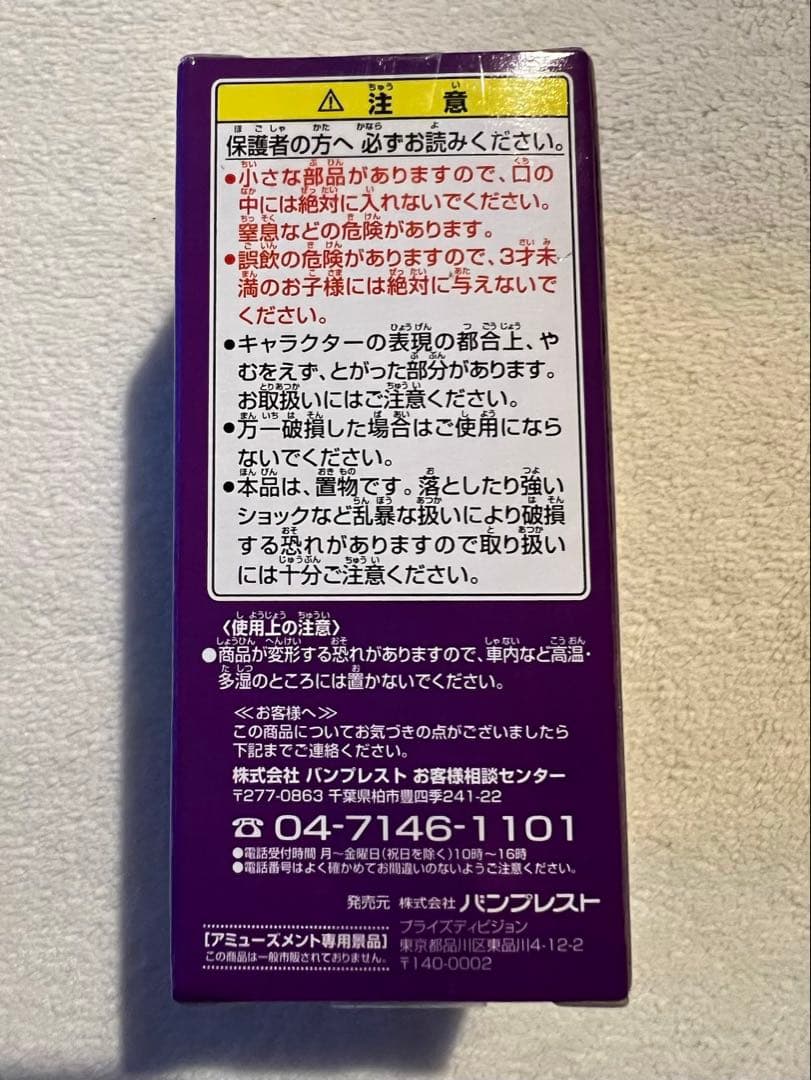 ⚠ 注意
保護者の方へ 必ずお読みください。
●小さな部品がありますので、口の
中には絶対に入れないでください。
窒息などの危険があります。
●誤飲の危険がありますので、3才未
満のお子様には絶対に与えないで
ください。
●キャラクターの表現の都合上、や
むをえず、とがった部分があります。
お取扱いにはご注意ください。
●万一破損した場合はご使用になら
ないでください。
●本品は、置物です。落としたり強い
ショックなど乱暴な扱いにより破損
する恐れがありますので取り扱い
には十分ご注意ください。
〈使用上の注意〉
●商品が変形する恐れがありますので、車内など高温・
多湿のところには置かないでください。
≪お客様へ≫
この商品についてお気づきの点がございましたら
下記までご連絡ください。
株式会社 バンプレスト お客様相談センター
〒277-0863 千葉県柏市豊四季241-22
☎ 04-7146-1101
●電話受付時間 月〜金曜日(祝日を除く)10時〜16時
●電話番号はよく確かめてお間違いのないようご注意ください。
発売元 株式会社 バンプレスト
プライズディビジョン
東京都品川区東品川4-12-2
〒140-0002
【アミューズメント専用景品】
この商品は一般市販されておりません。